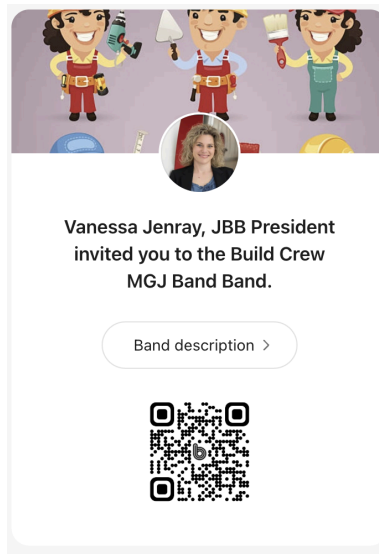 Vanessa Jenray, JBB President
invited you to the Build Crew
MGJ Band Band.
Band description >